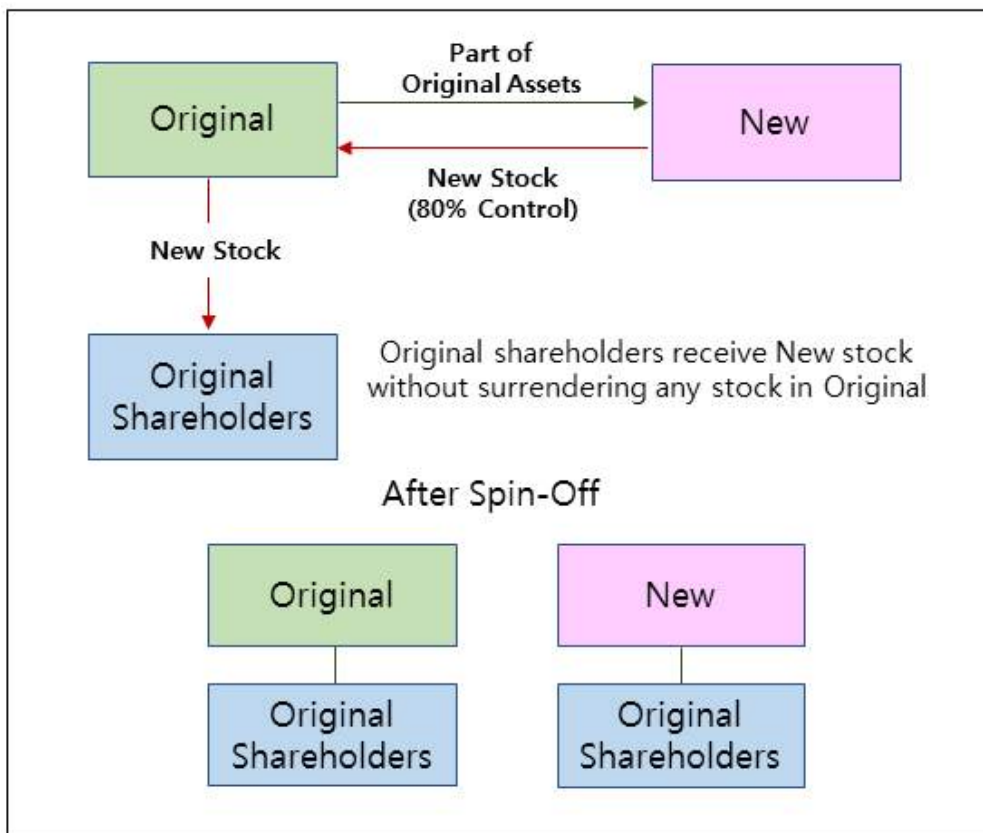 Part of
Original Assets
Original
New
New Stock
(80% Control)
New Stock
Original
Shareholders
Original shareholders receive New stock
without surrendering any stock in Original
After Spin-Off
Original
New
Original
Shareholders
Original
Shareholders